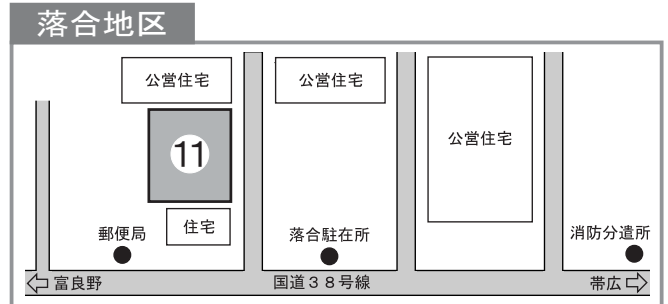 落合地区
公営住宅
公営住宅
公営住宅
11
住宅
郵便局
落合駐在所
消防分遣所
富良野
国道38号線
帯広